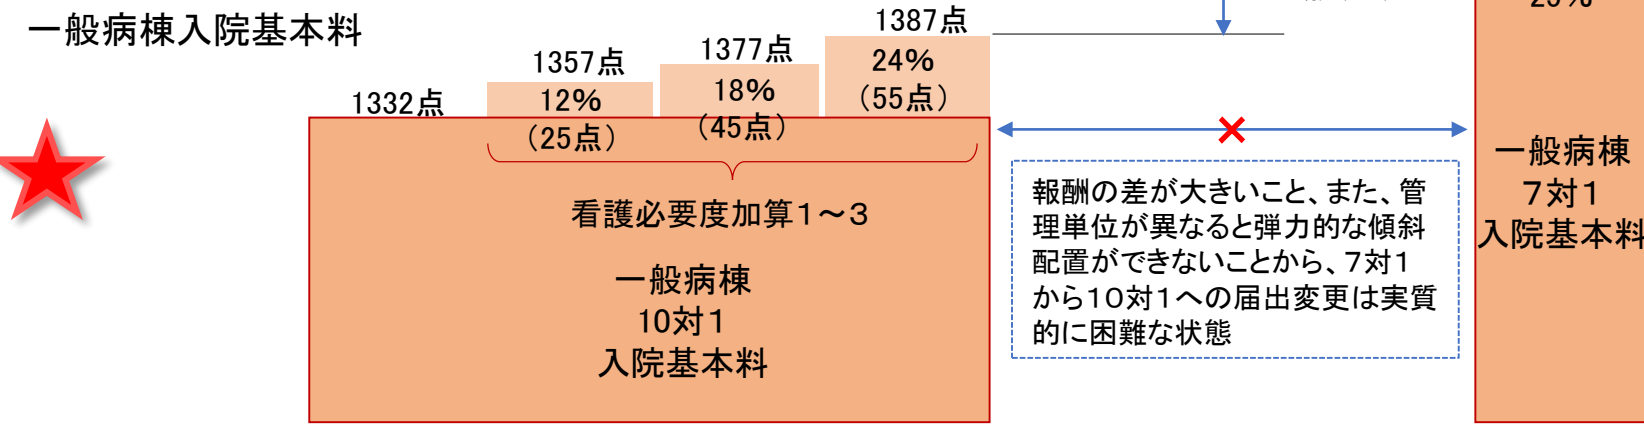 一般病棟入院基本料
1387点
1377点
1357点
1332点
24%
(55点)
18%
(45点)
12%
(25点)
看護必要度加算1～3
一般病棟
10対1
入院基本料
報酬の差が大きいこと、また、管
理単位が異なると弾力的な傾斜
配置ができないことから、7対1
から10対1への届出変更は実質
的に困難な状態
一般病棟
7対1
入院基本料